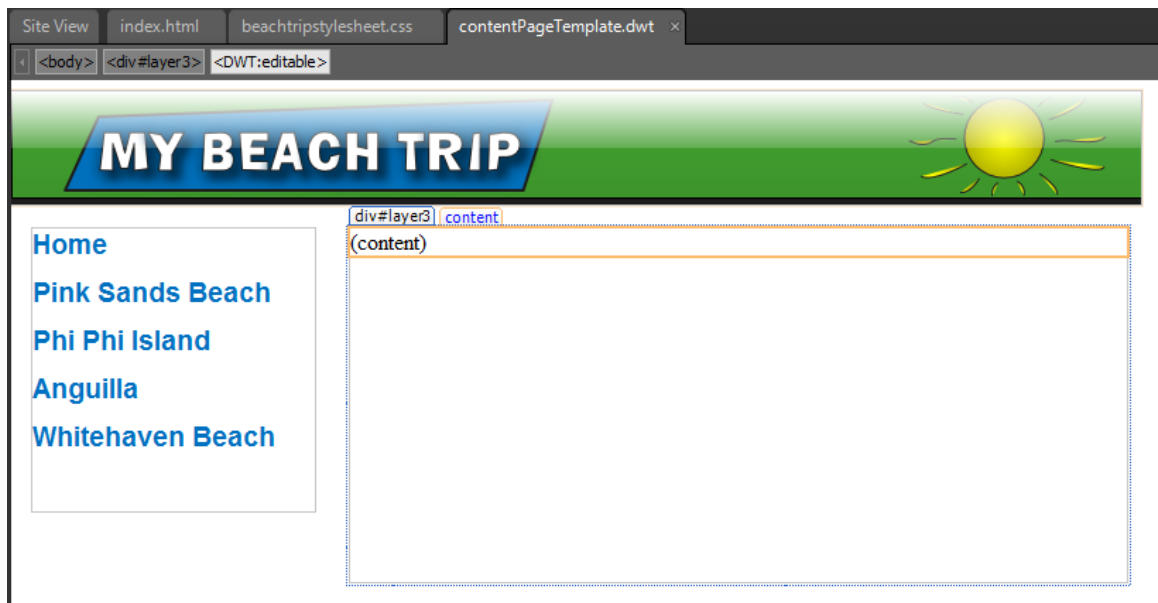 Site View index.html beachtripstylesheet.css contentPageTemplate.dwt ×
<body> <div#layer3> <DWT:editable>
MY BEACH TRIP
div#layer3 content
(content)
Home
Pink Sands Beach
Phi Phi Island
Anguilla
Whitehaven Beach